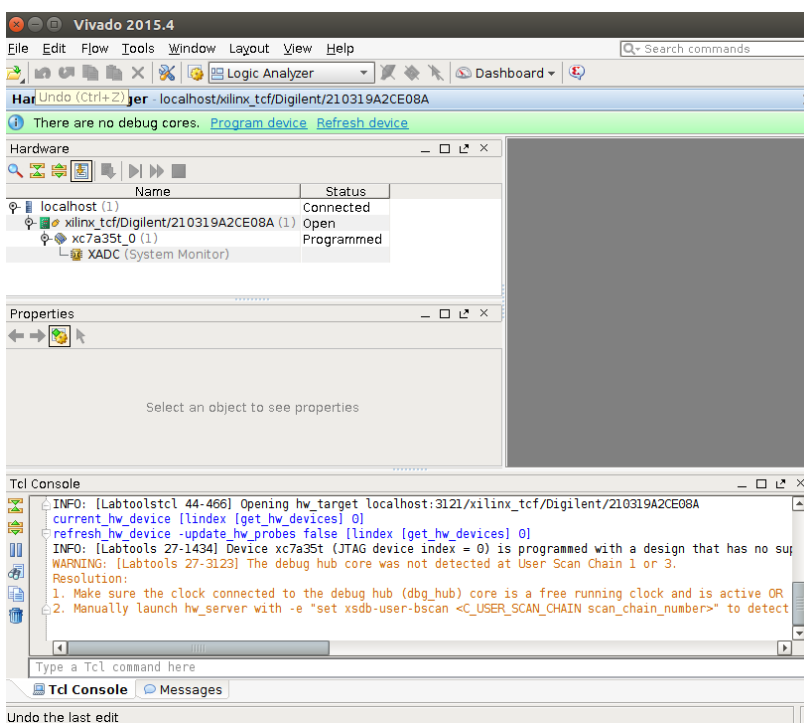 Vivado 2015.4
File Edit Flow Tools Window Layout View Help
Search commands
Logic Analyzer Dashboard
Undo (Ctrl+Z)
Har ger - localhost/xilinx_tcf/Digilent/210319A2CE08A
There are no debug cores. Program device Refresh device
Hardware
Name Status
localhost (1) Connected
xilinx_tcf/Digilent/210319A2CE08A (1) Open
xc7a35t_0 (1) Programmed
XADC (System Monitor)
Properties
Select an object to see properties
Tcl Console
INFO: [Labtoolstcl 44-466] Opening hw_target localhost:3121/xilinx_tcf/Digilent/210319A2CE08A
current_hw_device [lindex [get_hw_devices] 0]
refresh_hw_device -update_hw_probes false [lindex [get_hw_devices] 0]
INFO: [Labtools 27-1434] Device xc7a35t (JTAG device index = 0) is programmed with a design that has no sup
WARNING: [Labtools 27-3123] The debug hub core was not detected at User Scan Chain 1 or 3.
Resolution:
1. Make sure the clock connected to the debug hub (dbg_hub) core is a free running clock and is active OR
2. Manually launch hw_server with -e "set xsdb-user-bscan <C_USER_SCAN_CHAIN scan_chain_number>" to detect
Type a Tcl command here
Tcl Console Messages
Undo the last edit